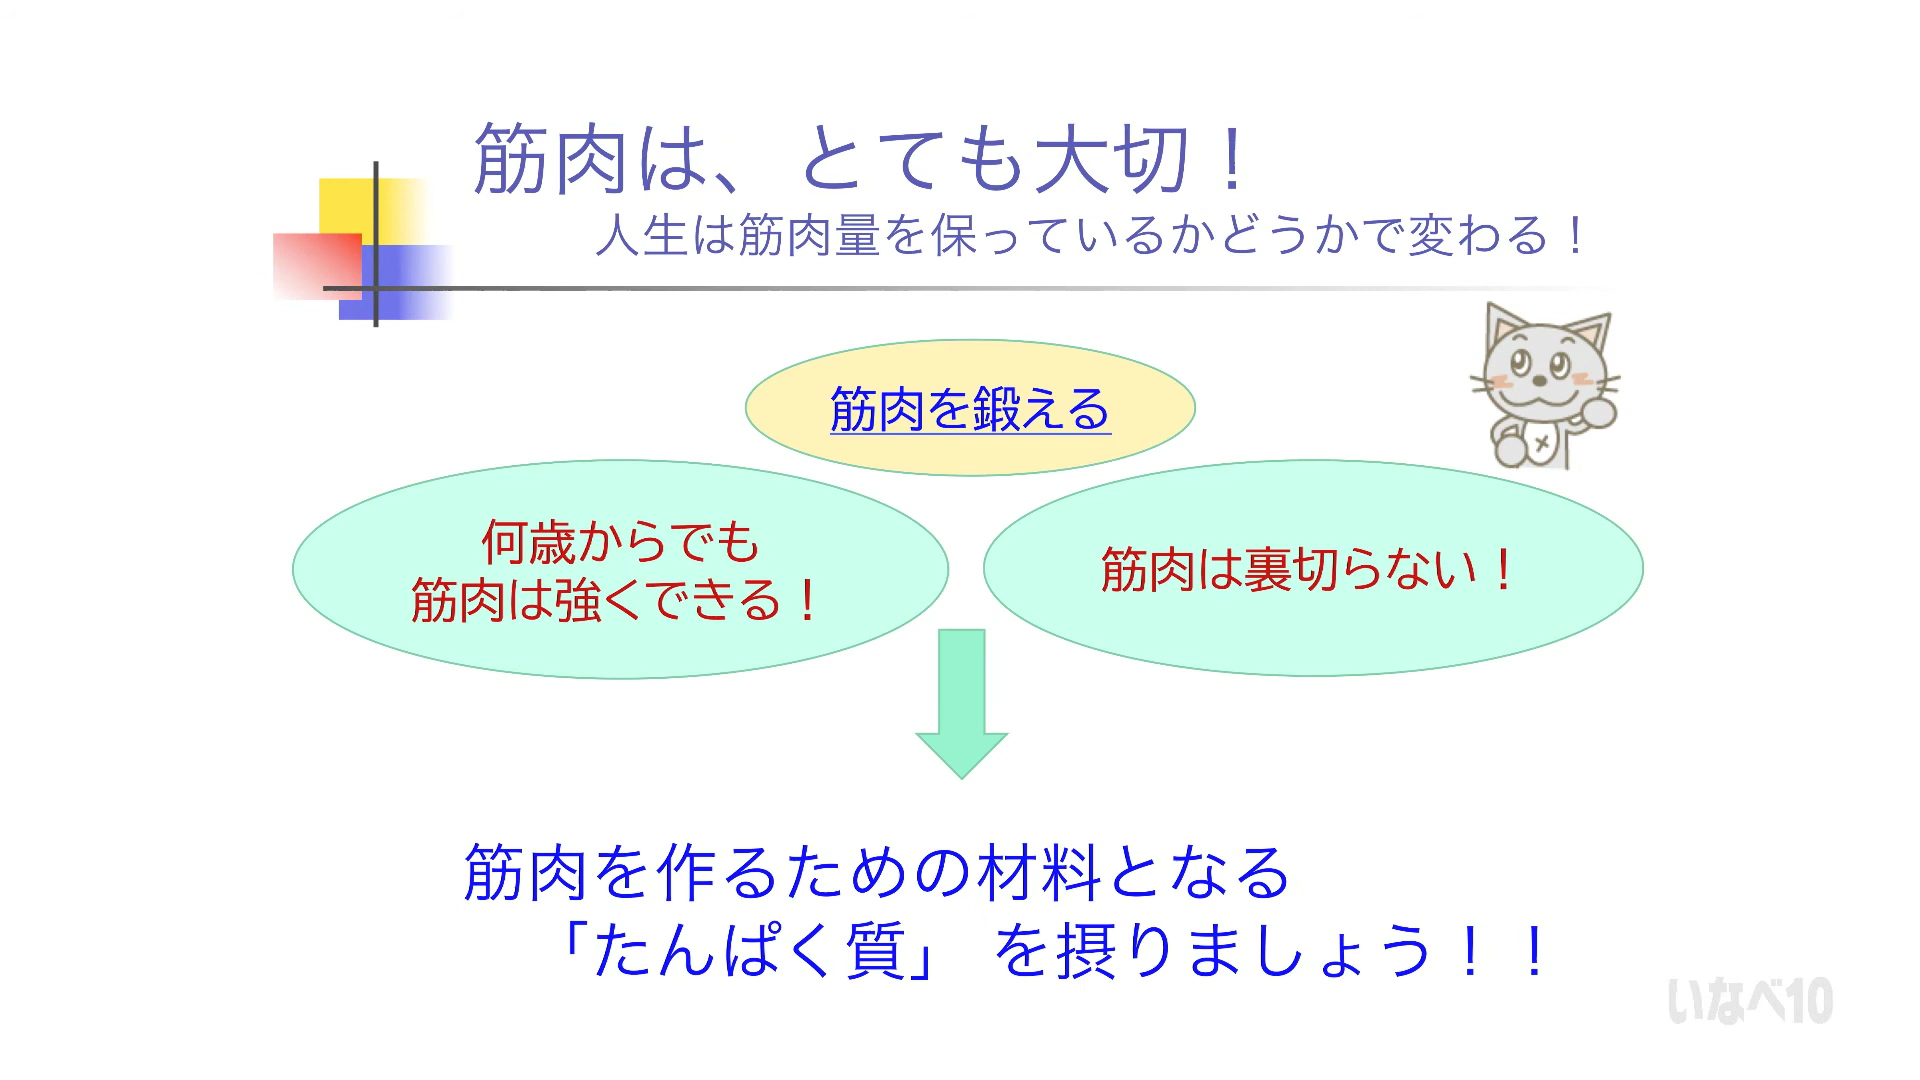 筋肉は、とても大切！
人生は筋肉量を保っているかどうかで変わる！
筋肉を鍛える
何歳からでも
筋肉は強くできる！
筋肉は裏切らない！
筋肉を作るための材料となる
「たんぱく質」 を摂りましょう！！
いなべ10